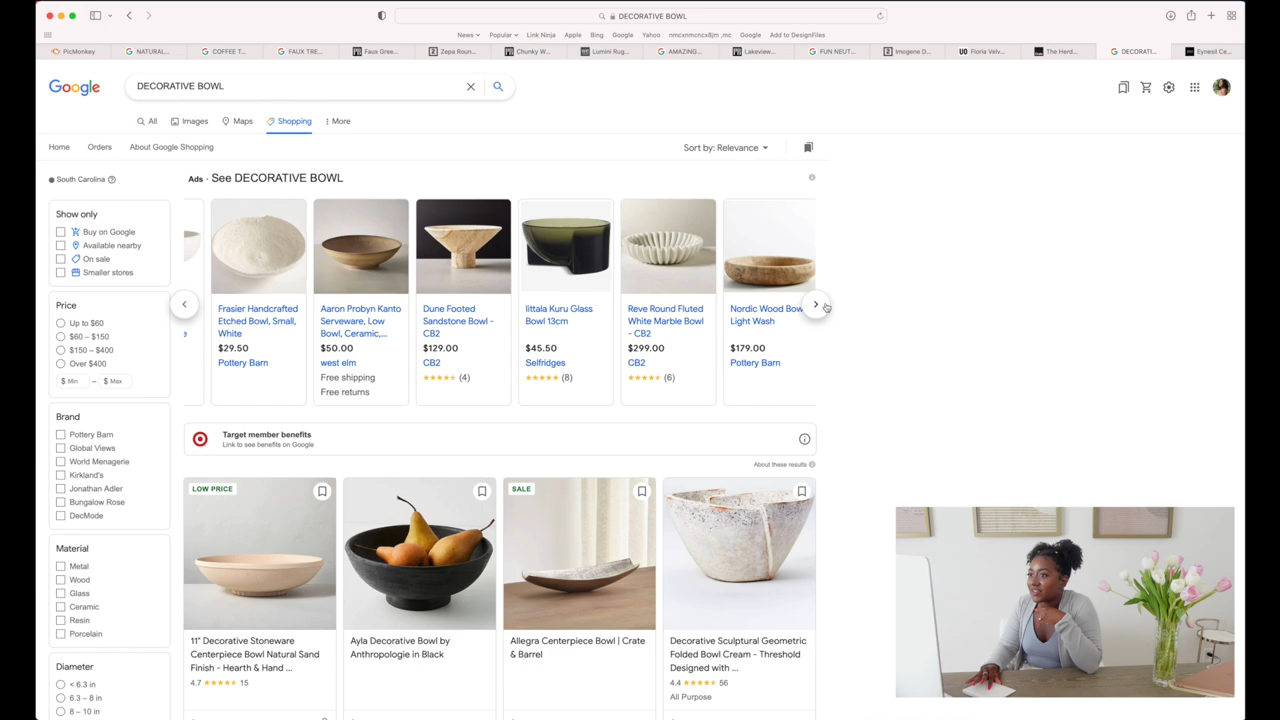 DECORATIVE BOWL
News
Popular
Link Ninja
Apple
Bing
Google
Yahoo
nmcxnmcncx8jm ,mc
Google
Add to DesignFiles
PicMonkey
NATURAL...
COFFEE T...
FAUX TRE...
Faux Gree...
Zepa Roun...
Chunky W...
Lumini Rug...
AMAZING...
Lakeview...
FUN NEUT...
Imogene D...
Floria Velv...
The Herd...
DECORATI...
Eynesil Ce...
Google
DECORATIVE BOWL
All
Images
Maps
Shopping
More
Home
Orders
About Google Shopping
Sort by: Relevance
South Carolina
Show only
Buy on Google
Available nearby
On sale
Smaller stores
Price
Up to $60
$60 – $150
$150 – $400
Over $400
$ Min – $ Max
Brand
Pottery Barn
Global Views
World Menagerie
Kirkland's
Jonathan Adler
Bungalow Rose
DecMode
Material
Metal
Wood
Glass
Ceramic
Resin
Porcelain
Diameter
< 6.3 in
6.3 – 8 in
8 – 10 in
Ads · See DECORATIVE BOWL
Frasier Handcrafted
Etched Bowl, Small,
White
$29.50
Pottery Barn
Aaron Probyn Kanto
Serveware, Low
Bowl, Ceramic,...
$50.00
west elm
Free shipping
Free returns
Dune Footed
Sandstone Bowl -
CB2
$129.00
CB2
(4)
Iittala Kuru Glass
Bowl 13cm
$45.50
Selfridges
(8)
Reve Round Fluted
White Marble Bowl
- CB2
$299.00
CB2
(6)
Nordic Wood Bow
Light Wash
$179.00
Pottery Barn
Target member benefits
Link to see benefits on Google
About these results
LOW PRICE
11" Decorative Stoneware
Centerpiece Bowl Natural Sand
Finish - Hearth & Hand ...
4.7 15
Ayla Decorative Bowl by
Anthropologie in Black
SALE
Allegra Centerpiece Bowl | Crate
& Barrel
Decorative Sculptural Geometric
Folded Bowl Cream - Threshold
Designed with ...
4.4 56
All Purpose